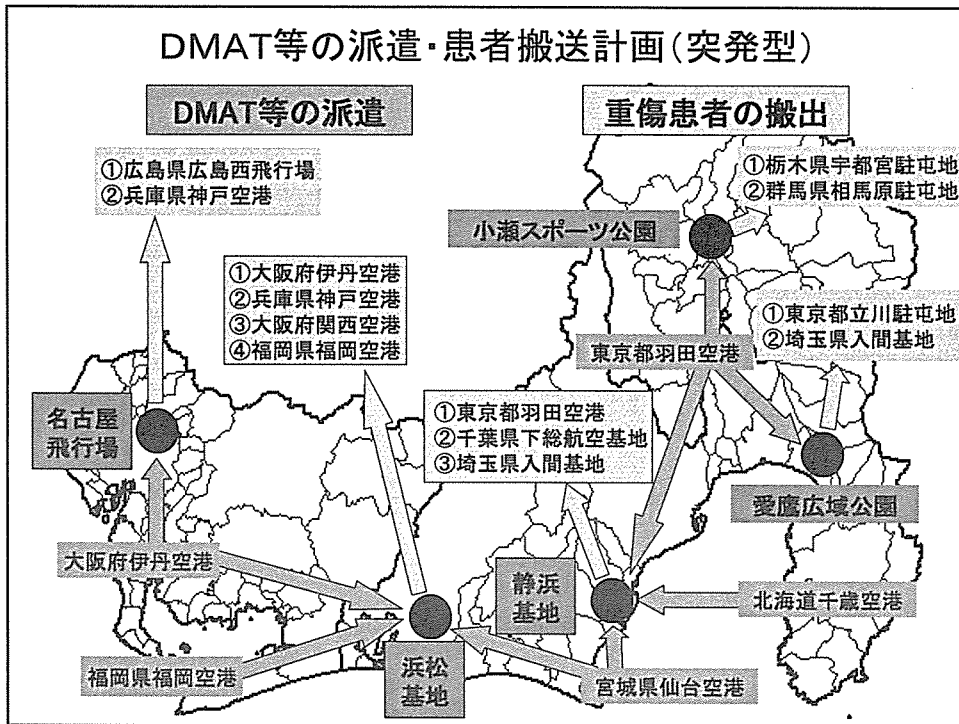 DMAT等の派遣・患者搬送計画(突発型)
DMAT等の派遣
重傷患者の搬出
①広島県広島西飛行場
②兵庫県神戸空港
①栃木県宇都宮駐屯地
②群馬県相馬原駐屯地
小瀬スポーツ公園
①大阪府伊丹空港
②兵庫県神戸空港
③大阪府関西空港
④福岡県福岡空港
①東京都立川駐屯地
②埼玉県入間基地
東京都羽田空港
名古屋
飛行場
①東京都羽田空港
②千葉県下総航空基地
③埼玉県入間基地
愛鷹広域公園
大阪府伊丹空港
静浜
基地
北海道千歳空港
福岡県福岡空港
浜松
基地
宮城県仙台空港